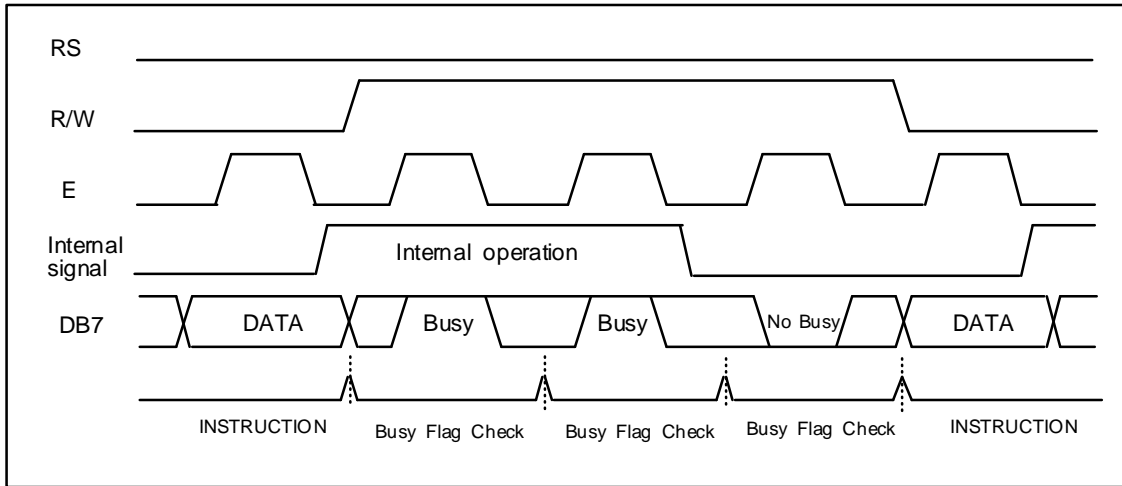 RS
R/W
E
Internal
signal
Internal operation
DB7
DATA
Busy
Busy
No Busy
DATA
INSTRUCTION
Busy Flag Check
Busy Flag Check
Busy Flag Check
INSTRUCTION